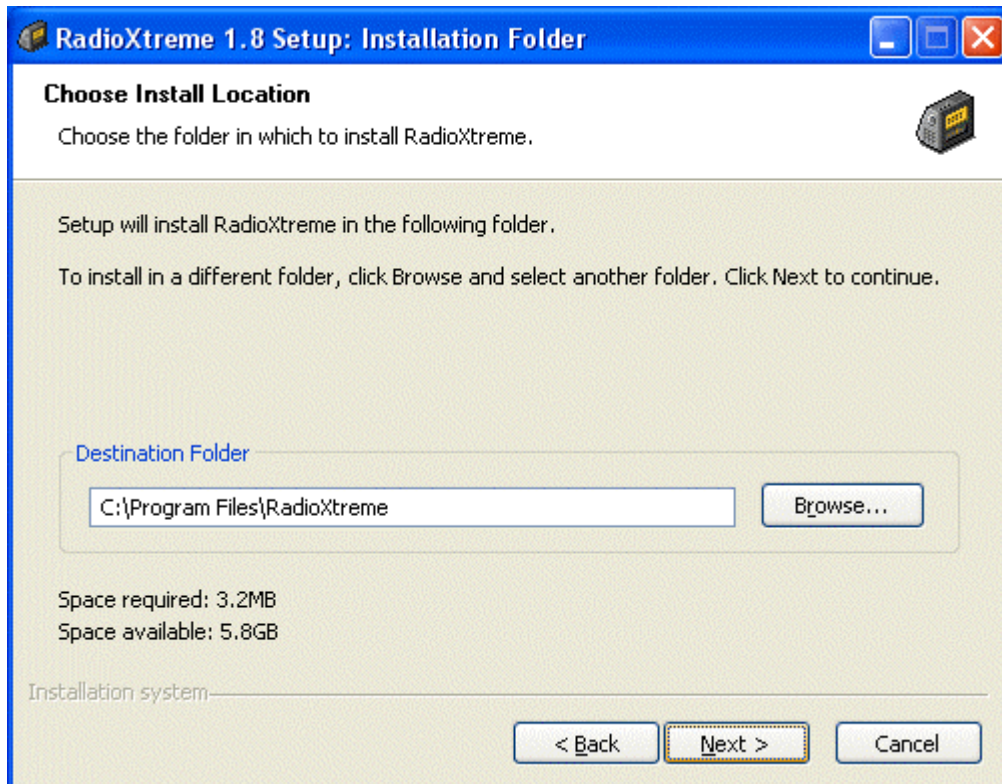 RadioXtreme 1.8 Setup: Installation Folder
Choose Install Location
Choose the folder in which to install RadioXtreme.
Setup will install RadioXtreme in the following folder.
To install in a different folder, click Browse and select another folder. Click Next to continue.
Destination Folder
C:\Program Files\RadioXtreme
Browse...
Space required: 3.2MB
Space available: 5.8GB
Installation system
< Back
Next >
Cancel